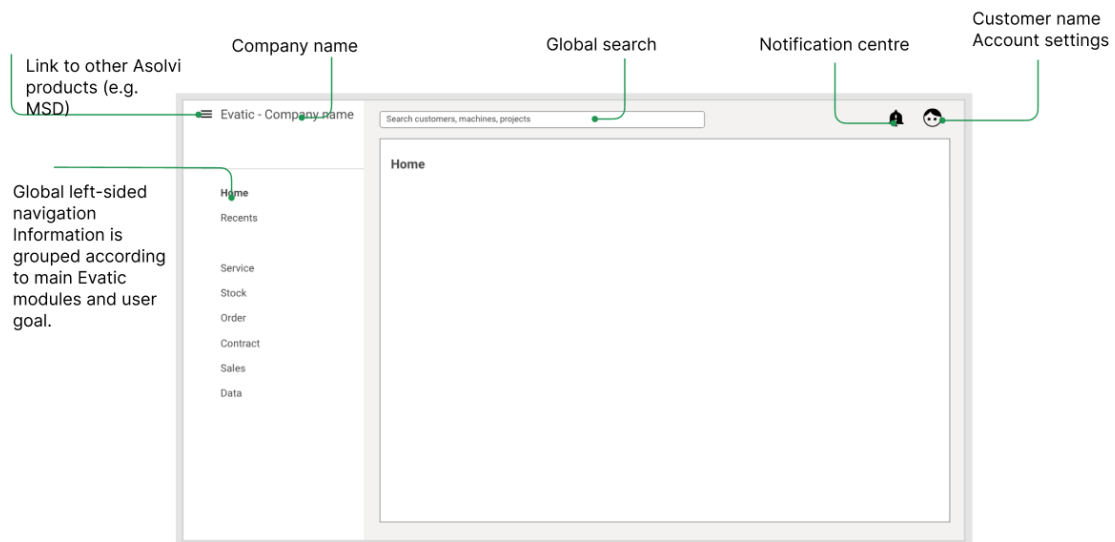 Customer name
Account settings
Company name
Global search
Notification centre
Link to other Asolvi
products (e.g.
MSD)
Evatic - Company name
Search customers, machines, projects
Home
Global left-sided
navigation
Information is
grouped according
to main Evatic
modules and user
goal.
Home
Recents
Service
Stock
Order
Contract
Sales
Data